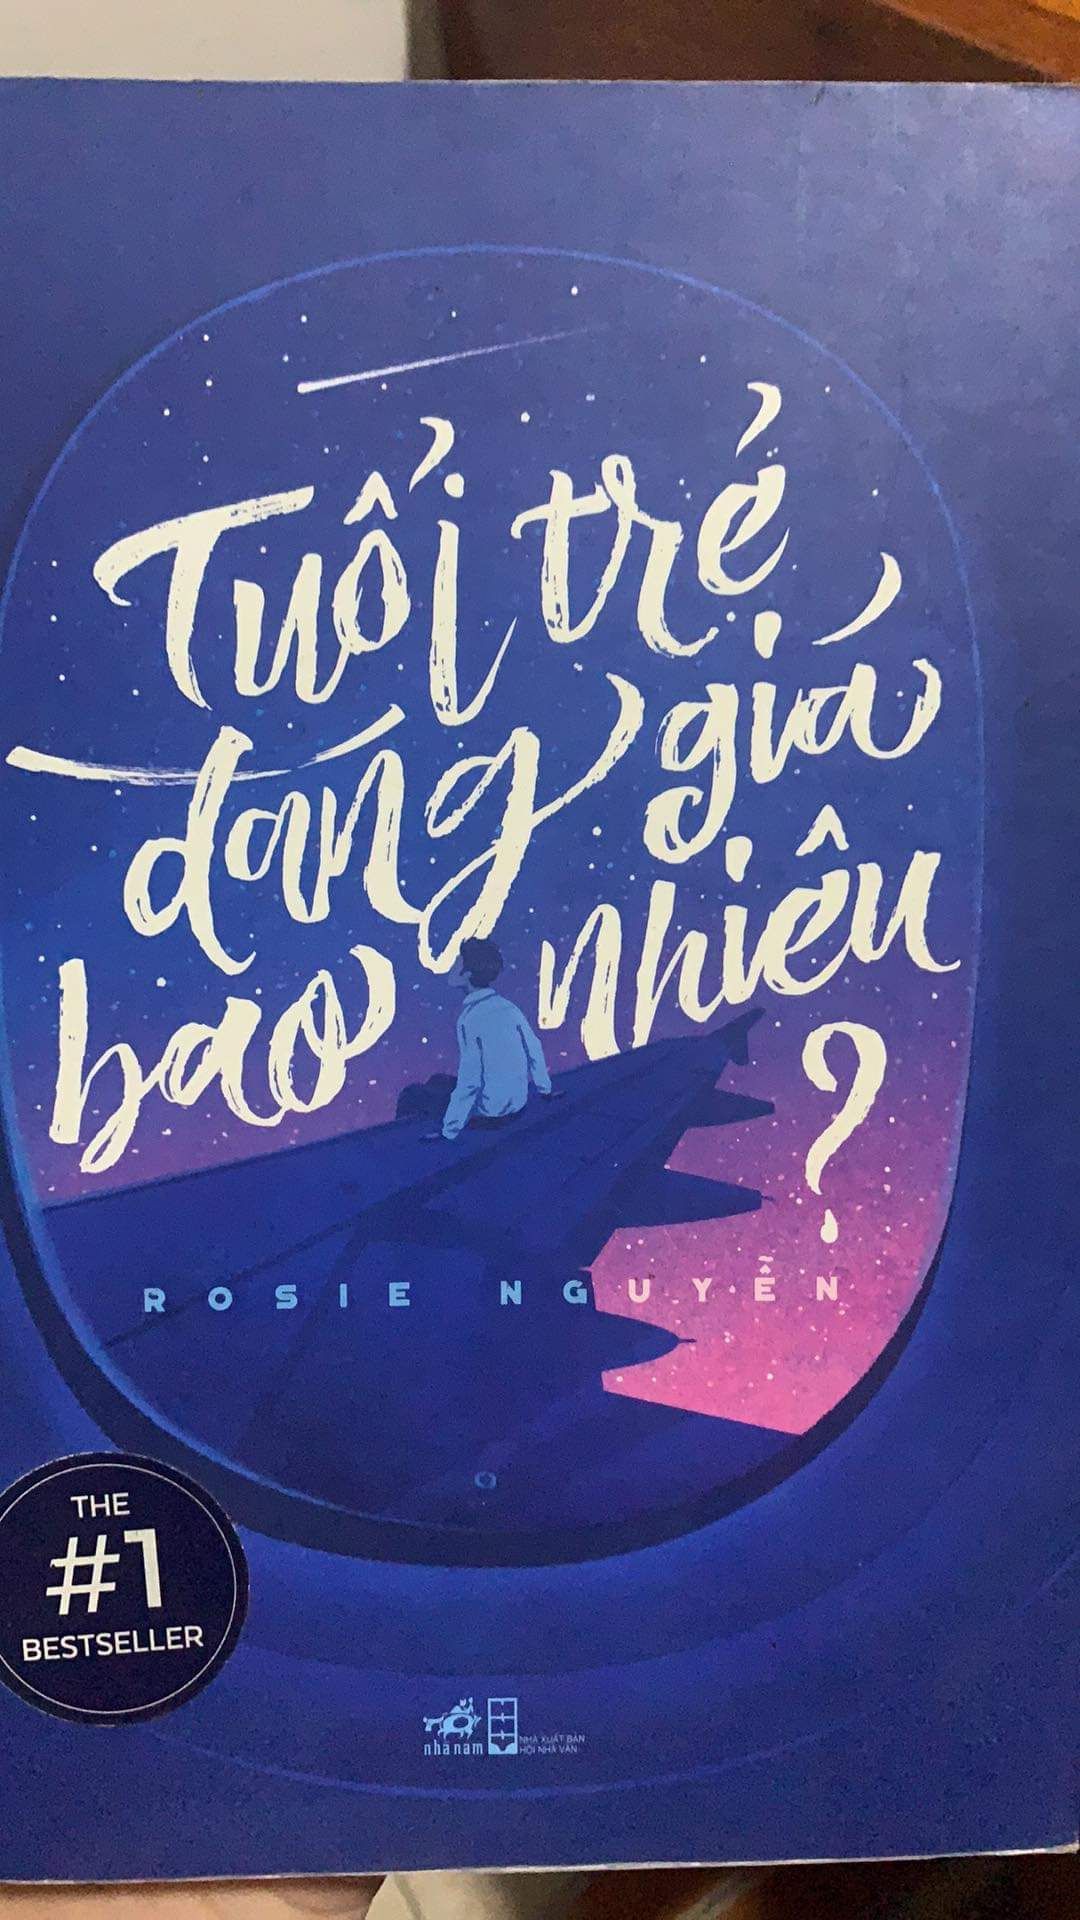 Tuổi trẻ
đáng giá
bao nhiêu
?
ROSIE NGUYỄN
THE
#1
BESTSELLER
nhã nam
NHÀ XUẤT BẢN
HỘI NHÀ VĂN